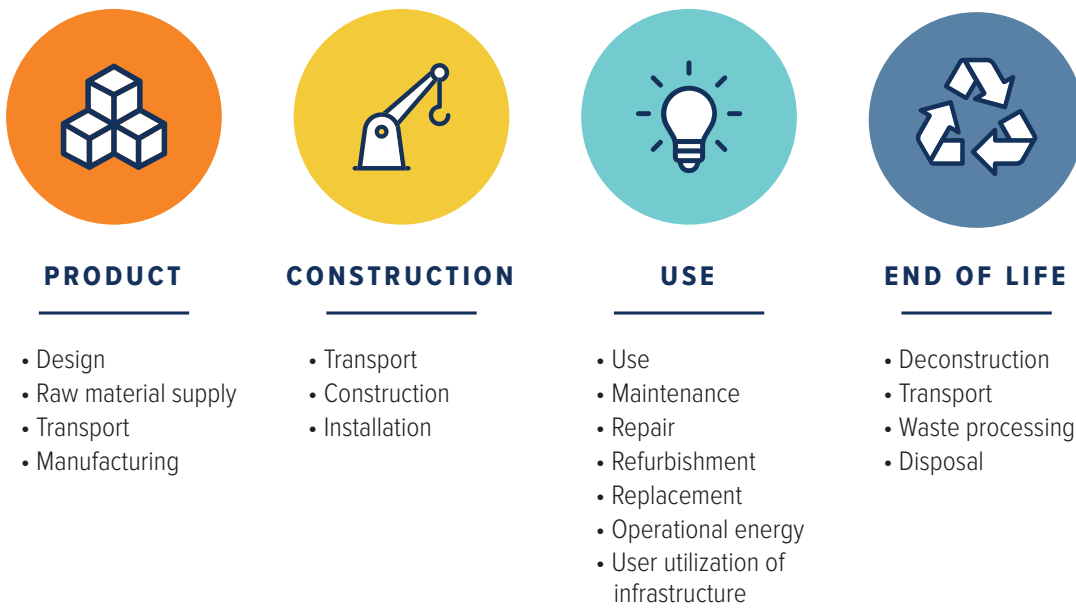 PRODUCT
• Design
• Raw material supply
• Transport
• Manufacturing
CONSTRUCTION
• Transport
• Construction
• Installation
USE
• Use
• Maintenance
• Repair
• Refurbishment
• Replacement
• Operational energy
• User utilization of
infrastructure
END OF LIFE
• Deconstruction
• Transport
• Waste processing
• Disposal